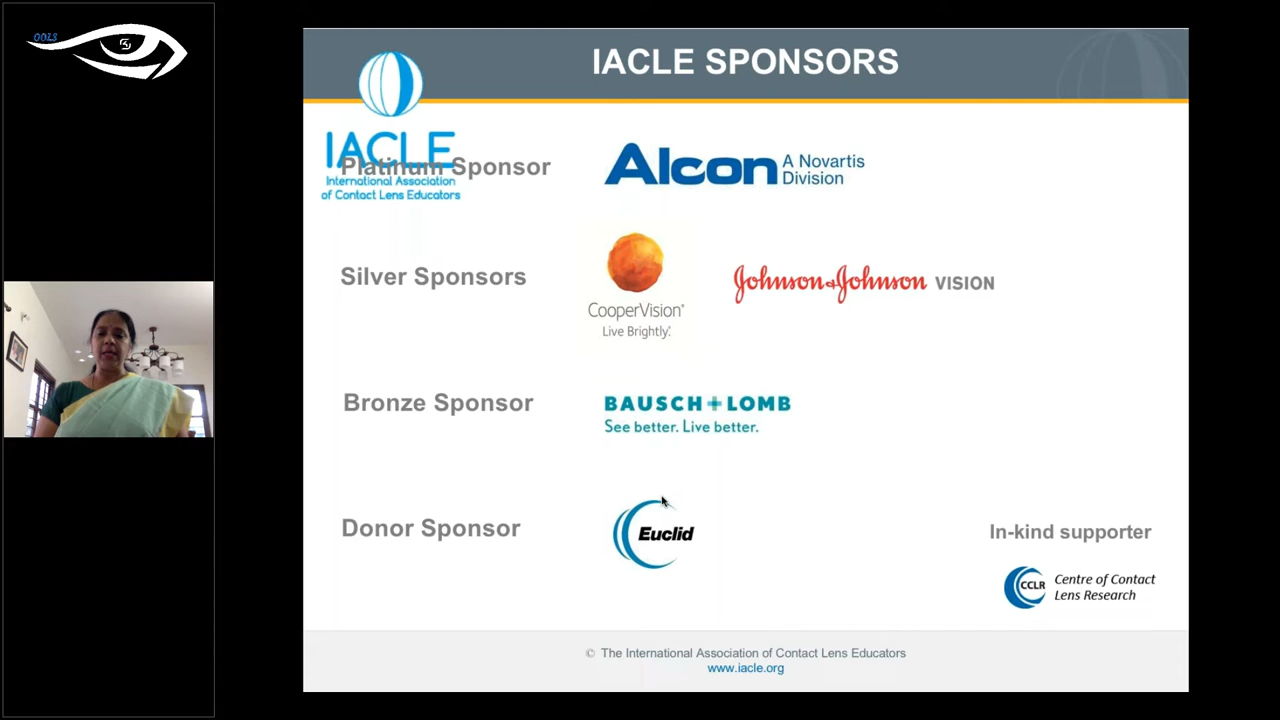 OOLS
IACLE SPONSORS
IACLE
International Association
of Contact Lens Educators
Platinum Sponsor
Alcon
A Novartis
Division
Silver Sponsors
CooperVision®
Live Brightly.
Johnson & Johnson VISION
Bronze Sponsor
BAUSCH + LOMB
See better. Live better.
Donor Sponsor
Euclid
In-kind supporter
CCLR
Centre of Contact
Lens Research
© The International Association of Contact Lens Educators
www.iacle.org